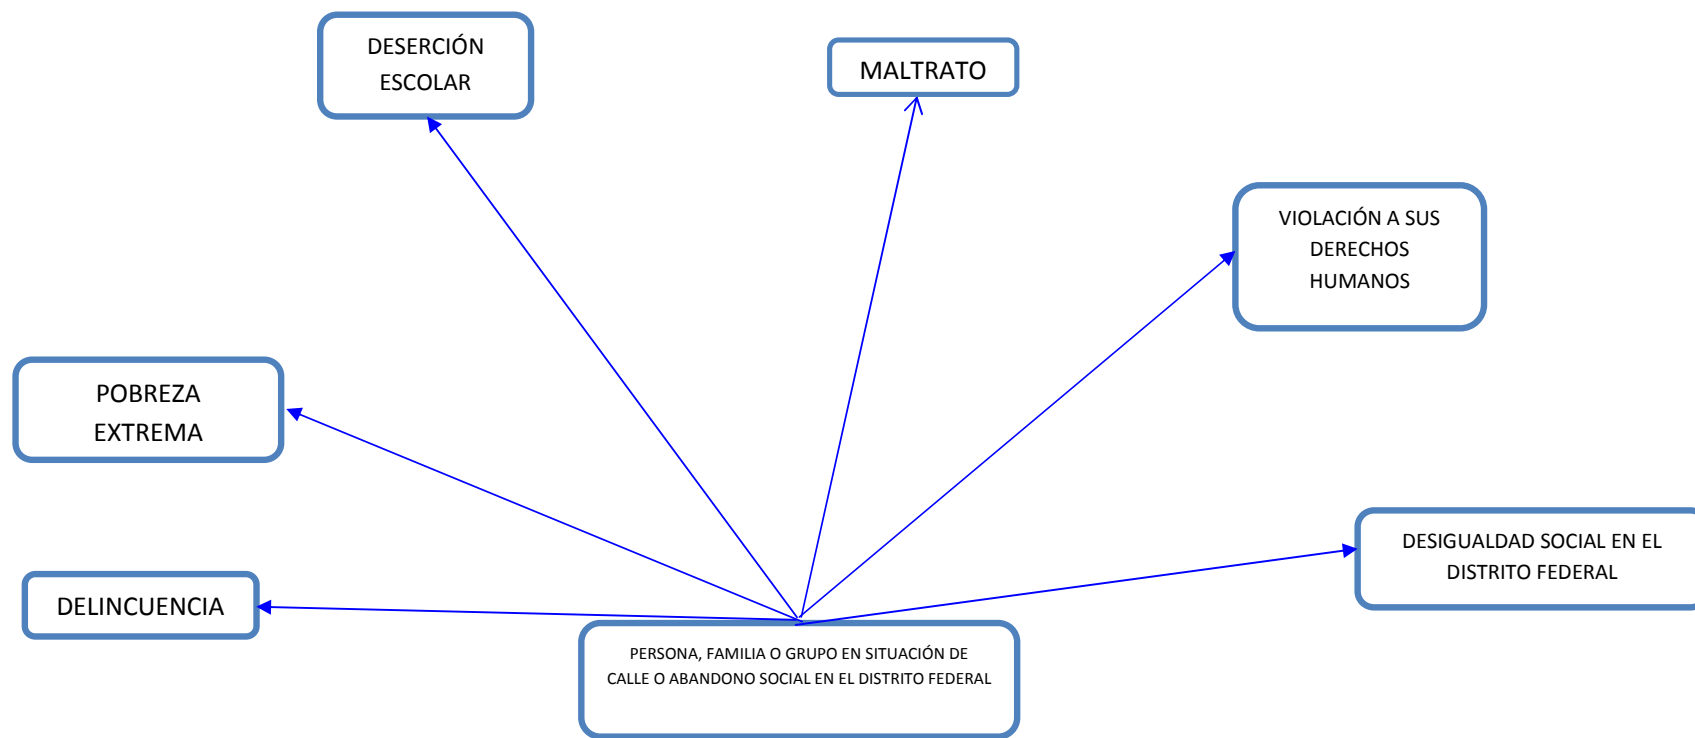 DESERCIÓN
ESCOLAR
MALTRATO
VIOLACIÓN A SUS
DERECHOS
HUMANOS
POBREZA
EXTREMA
DESIGUALDAD SOCIAL EN EL
DISTRITO FEDERAL
DELINCUENCIA
PERSONA, FAMILIA O GRUPO EN SITUACIÓN DE
CALLE O ABANDONO SOCIAL EN EL DISTRITO FEDERAL